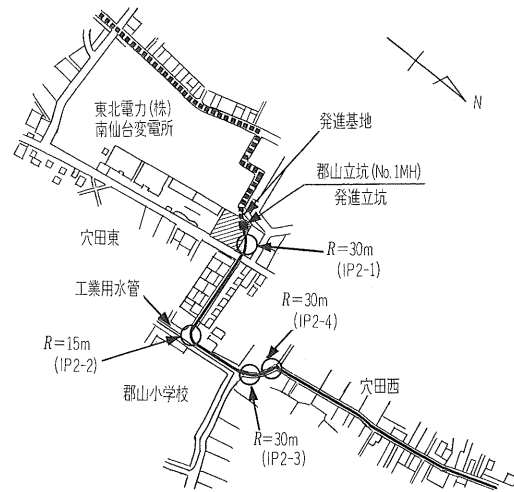 東北電力(株)
南仙台変電所
N
発進基地
郡山立坑(No.1MH)
発進立坑
穴田東
R=30m
(IP2-1)
工業用水管
R=30m
(IP2-4)
R=15m
(IP2-2)
穴田西
郡山小学校
R=30m
(IP2-3)